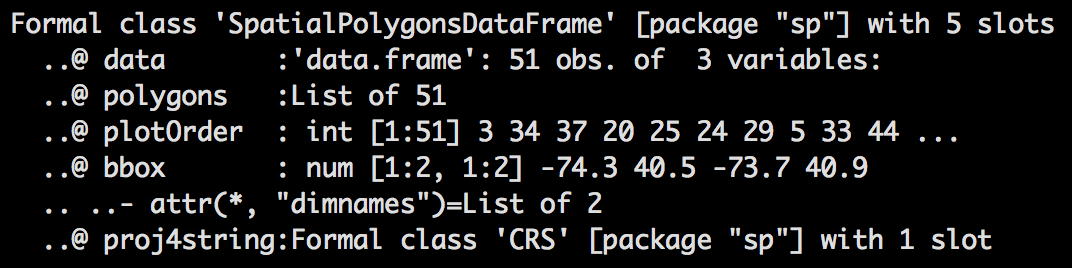 Formal class 'SpatialPolygonsDataFrame' [package "sp"] with 5 slots
  ..@ data       :'data.frame': 51 obs. of  3 variables:
  ..@ polygons   :List of 51
  ..@ plotOrder  : int [1:51] 3 34 37 20 25 24 29 5 33 44 ...
  ..@ bbox       : num [1:2, 1:2] -74.3 40.5 -73.7 40.9
  .. ..- attr(*, "dimnames")=List of 2
  ..@ proj4string:Formal class 'CRS' [package "sp"] with 1 slot